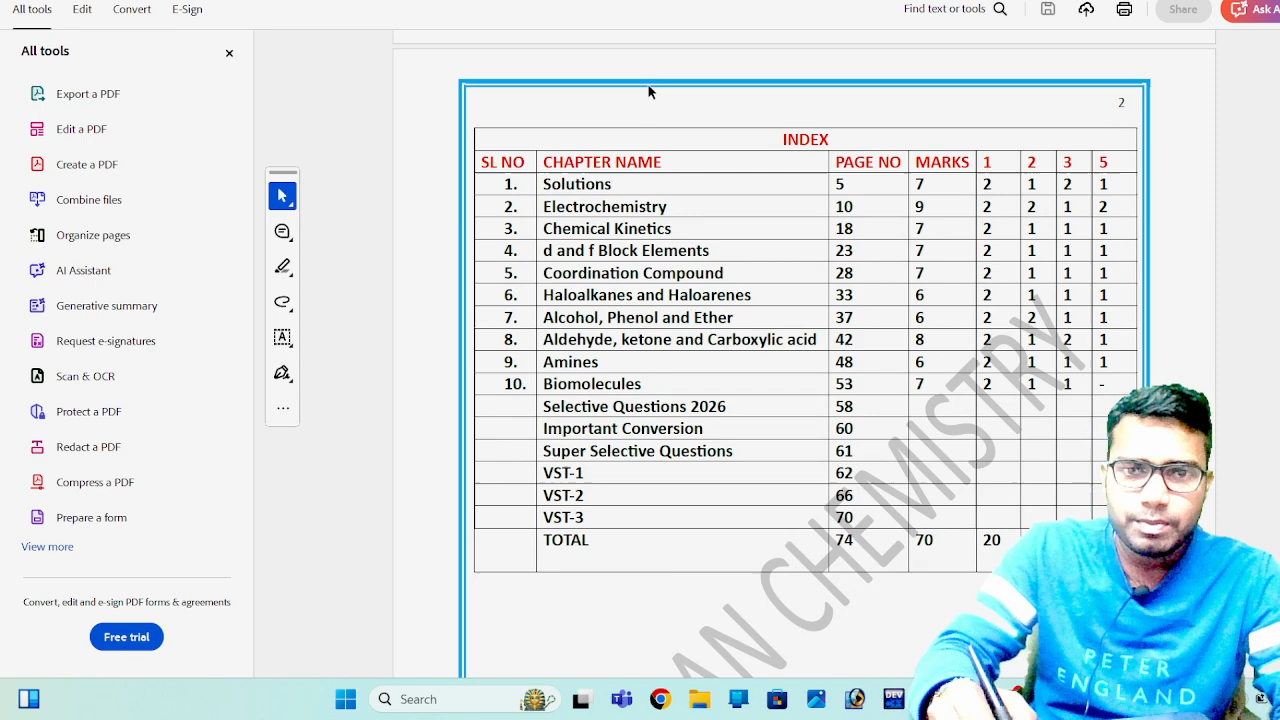 All tools Edit Convert E-Sign Find text or tools Share Ask A
All tools
Export a PDF
Edit a PDF
Create a PDF
Combine files
Organize pages
AI Assistant
Generative summary
Request e-signatures
Scan & OCR
Protect a PDF
Redact a PDF
Compress a PDF
Prepare a form
View more
Convert, edit and e-sign PDF forms & agreements
Free trial
2
INDEX
SL NO CHAPTER NAME PAGE NO MARKS 1 2 3 5
1. Solutions 5 7 2 1 2 1
2. Electrochemistry 10 9 2 2 1 2
3. Chemical Kinetics 18 7 2 1 1 1
4. d and f Block Elements 23 7 2 1 1 1
5. Coordination Compound 28 7 2 1 1 1
6. Haloalkanes and Haloarenes 33 6 2 1 1 1
7. Alcohol, Phenol and Ether 37 6 2 2 1 1
8. Aldehyde, ketone and Carboxylic acid 42 8 2 1 2 1
9. Amines 48 6 2 1 1 1
10. Biomolecules 53 7 2 1 1 -
Selective Questions 2026 58
Important Conversion 60
Super Selective Questions 61
VST-1 62
VST-2 66
VST-3 70
TOTAL 74 70 20
AN CHEMISTRY
PETER
ENGLAND
Search
DEV